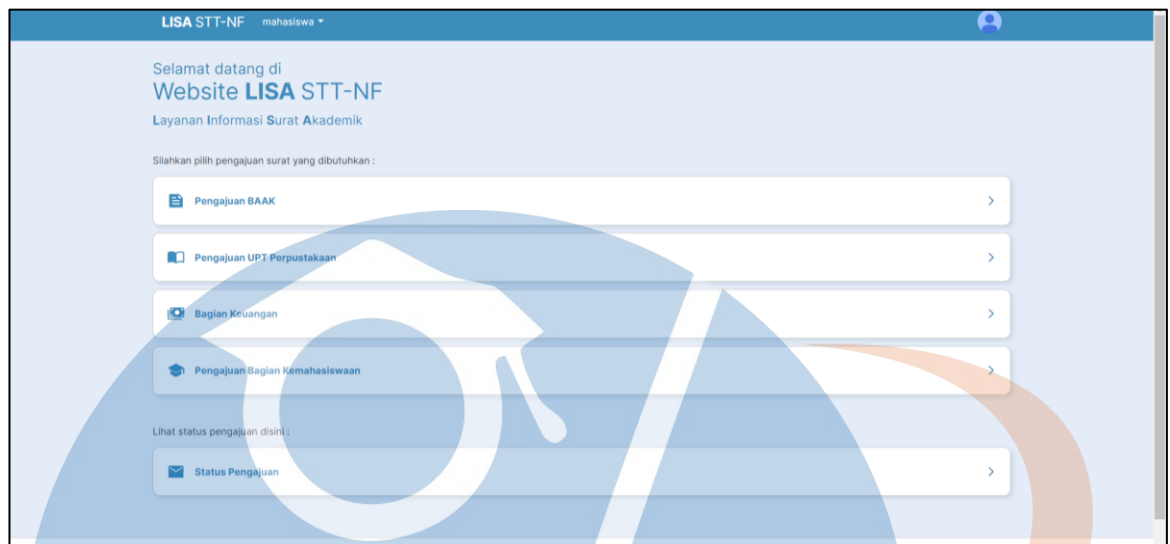 LISA STT-NF mahasiswa
Selamat datang di
Website LISA STT-NF
Layanan Informasi Surat Akademik
Silahkan pilih pengajuan surat yang dibutuhkan :
Pengajuan BAAK
Pengajuan UPT Perpustakaan
Bagian Keuangan
Pengajuan Bagian Kemahasiswaan
Lihat status pengajuan disini :
Status Pengajuan